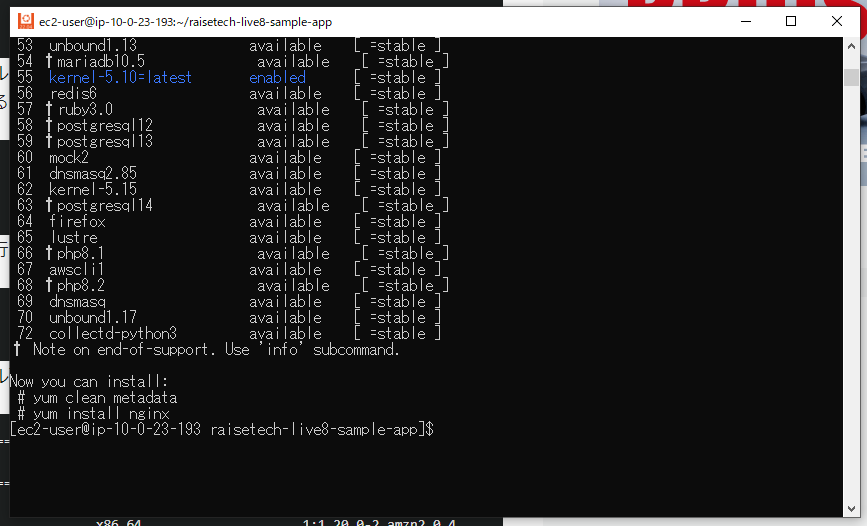 ec2-user@ip-10-0-23-193:~/raisetech-live8-sample-app
53 unbound1.13 available [ =stable ]
54 †mariadb10.5 available [ =stable ]
55 kernel-5.10=latest enabled [ =stable ]
56 redis6 available [ =stable ]
57 †ruby3.0 available [ =stable ]
58 †postgresql12 available [ =stable ]
59 †postgresql13 available [ =stable ]
60 mock2 available [ =stable ]
61 dnsmasq2.85 available [ =stable ]
62 kernel-5.15 available [ =stable ]
63 †postgresql14 available [ =stable ]
64 firefox available [ =stable ]
65 lustre available [ =stable ]
66 †php8.1 available [ =stable ]
67 awscli1 available [ =stable ]
68 †php8.2 available [ =stable ]
69 dnsmasq available [ =stable ]
70 unbound1.17 available [ =stable ]
72 collectd-python3 available [ =stable ]
† Note on end-of-support. Use 'info' subcommand.
Now you can install:
# yum clean metadata
# yum install nginx
[ec2-user@ip-10-0-23-193 raisetech-live8-sample-app]$
ル
る
行
ル
==
==
x86_64 1:1.20.0-2.amzn2.0.4